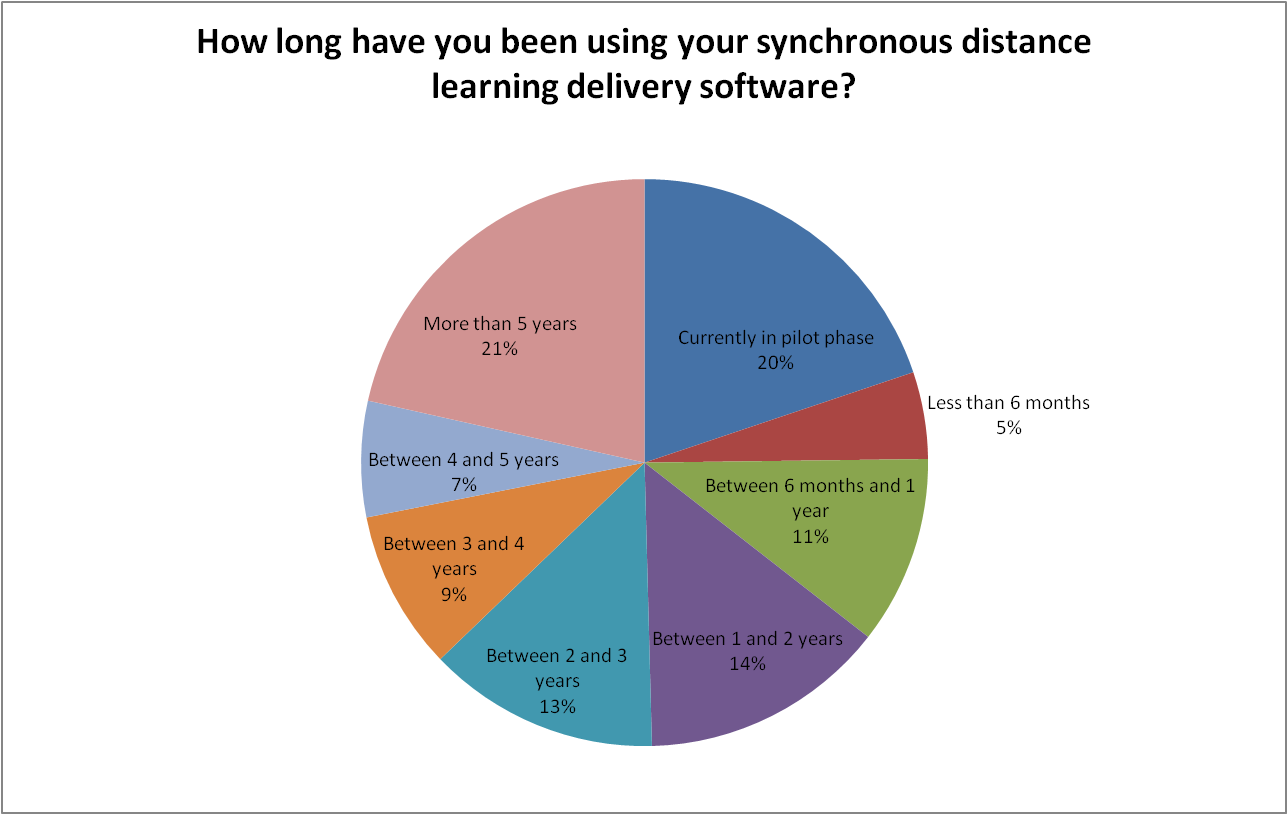 How long have you been using your synchronous distance
learning delivery software?
Currently in pilot phase
20%
Less than 6 months
5%
Between 6 months and 1
year
11%
Between 1 and 2 years
14%
Between 2 and 3
years
13%
Between 3 and 4
years
9%
Between 4 and 5 years
7%
More than 5 years
21%